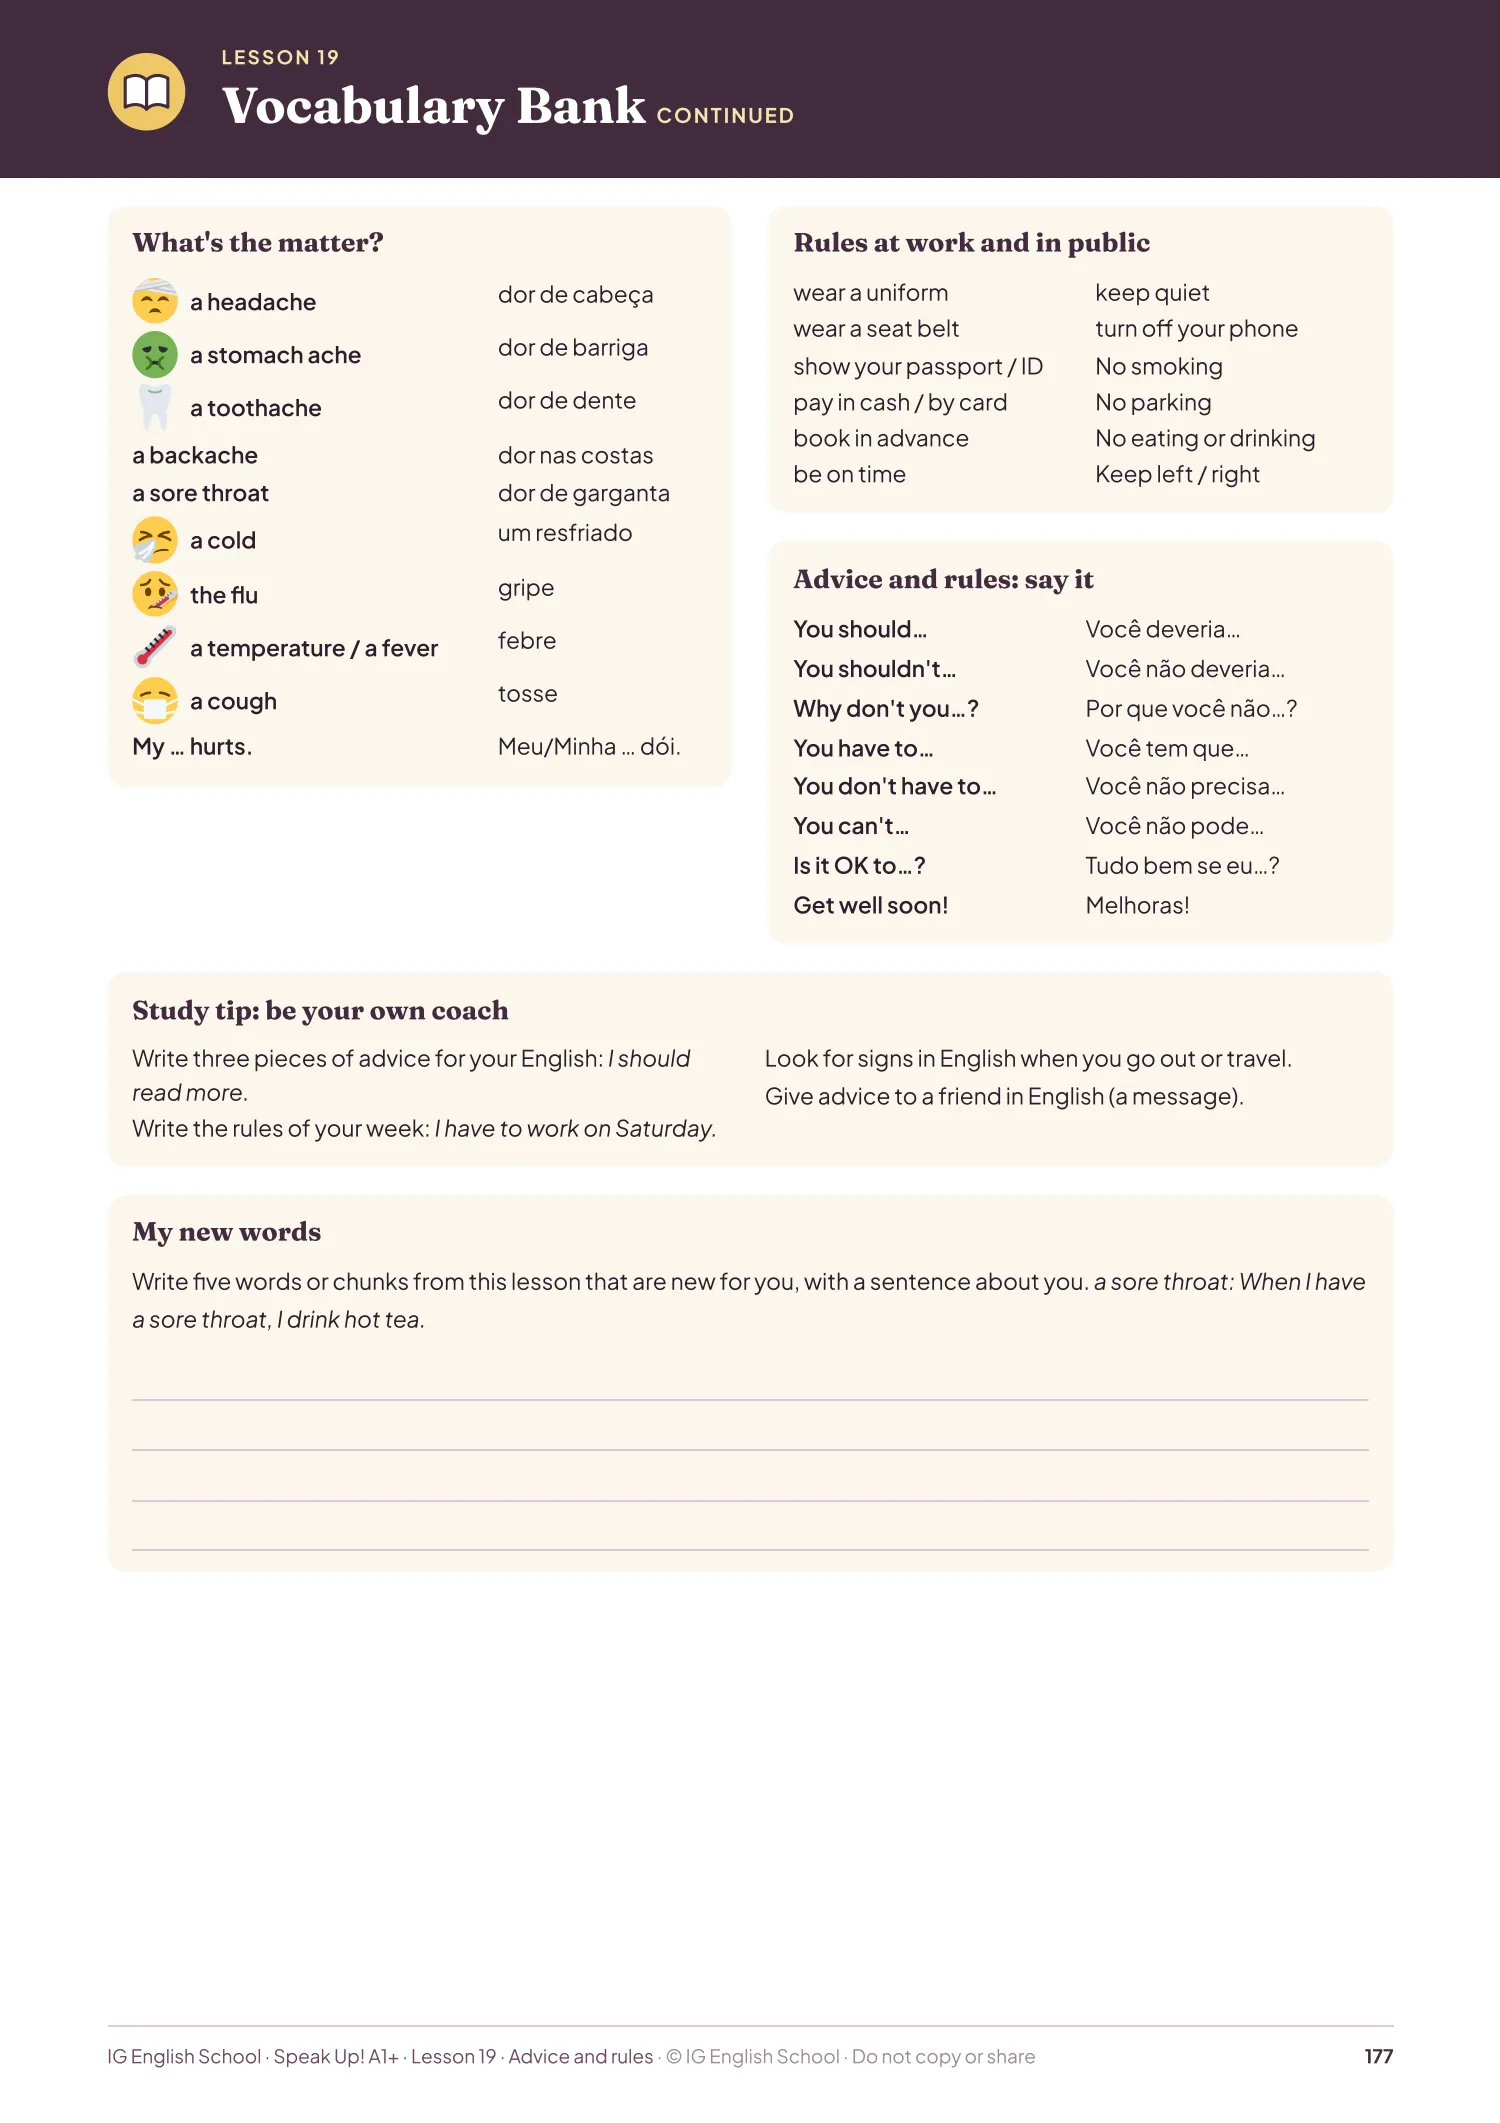 LESSON 19
Vocabulary Bank CONTINUED
What's the matter?
a headache dor de cabeça
a stomach ache dor de barriga
a toothache dor de dente
a backache dor nas costas
a sore throat dor de garganta
a cold um resfriado
the flu gripe
a temperature / a fever febre
a cough tosse
My … hurts. Meu/Minha … dói.
Rules at work and in public
wear a uniform keep quiet
wear a seat belt turn off your phone
show your passport / ID No smoking
pay in cash / by card No parking
book in advance No eating or drinking
be on time Keep left / right
Advice and rules: say it
You should… Você deveria…
You shouldn't… Você não deveria…
Why don't you…? Por que você não…?
You have to… Você tem que…
You don't have to… Você não precisa…
You can't… Você não pode…
Is it OK to…? Tudo bem se eu…?
Get well soon! Melhoras!
Study tip: be your own coach
Write three pieces of advice for your English: I should
read more.
Write the rules of your week: I have to work on Saturday.
Look for signs in English when you go out or travel.
Give advice to a friend in English (a message).
My new words
Write five words or chunks from this lesson that are new for you, with a sentence about you. a sore throat: When I have
a sore throat, I drink hot tea.
IG English School · Speak Up! A1+ · Lesson 19 · Advice and rules · © IG English School · Do not copy or share 177